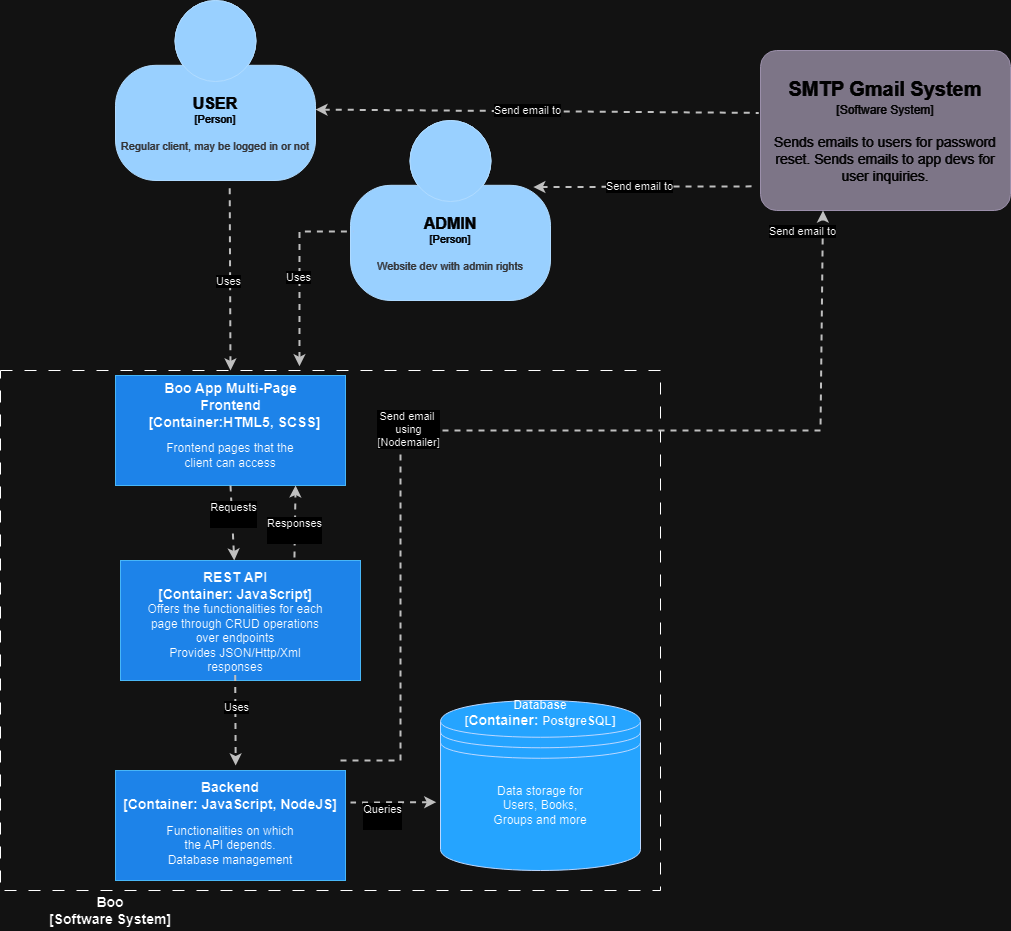 USER
[Person]
Regular client, may be logged in or not
SMTP Gmail System
[Software System]
Sends emails to users for password
reset. Sends emails to app devs for
user inquiries.
Send email to
Send email to
ADMIN
[Person]
Website dev with admin rights
Send email to
Uses
Uses
Boo App Multi-Page
Frontend
[Container:HTML5, SCSS]
Frontend pages that the
client can access
Send email
using
[Nodemailer]
Requests
Responses
REST API
[Container: JavaScript]
Offers the functionalities for each
page through CRUD operations
over endpoints
Provides JSON/Http/Xml
responses
Uses
Database
[Container: PostgreSQL]
Data storage for
Users, Books,
Groups and more
Backend
[Container: JavaScript, NodeJS]
Functionalities on which
the API depends.
Database management
Queries
Boo
[Software System]